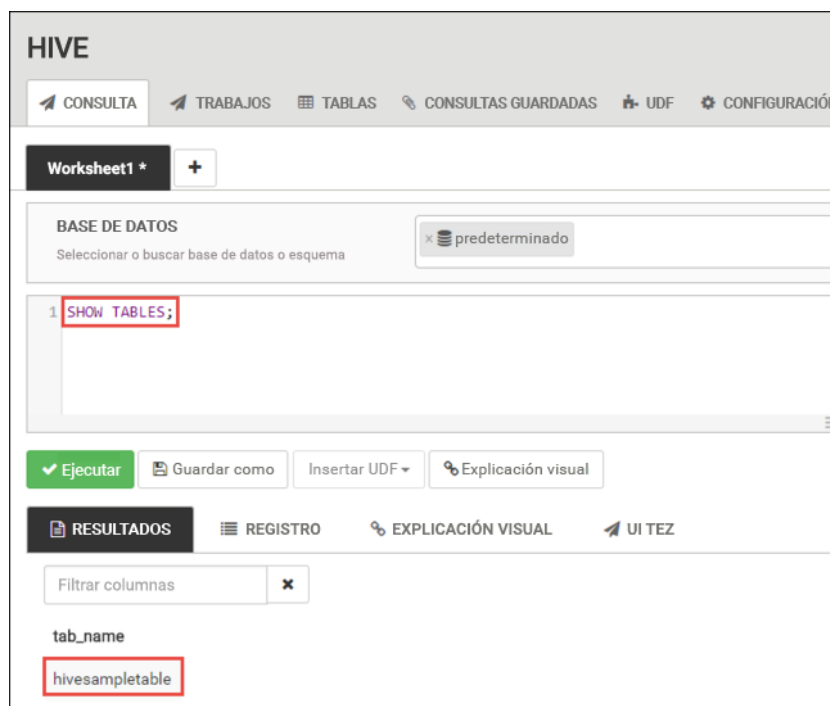 HIVE
CONSULTA TRABAJOS TABLAS CONSULTAS GUARDADAS UDF CONFIGURACIÓN
Worksheet1 * +
BASE DE DATOS
Seleccionar o buscar base de datos o esquema
× predeterminado
1 SHOW TABLES;
Ejecutar Guardar como Insertar UDF Explicación visual
RESULTADOS REGISTRO EXPLICACIÓN VISUAL UI TEZ
Filtrar columnas ×
tab_name
hivesampletable